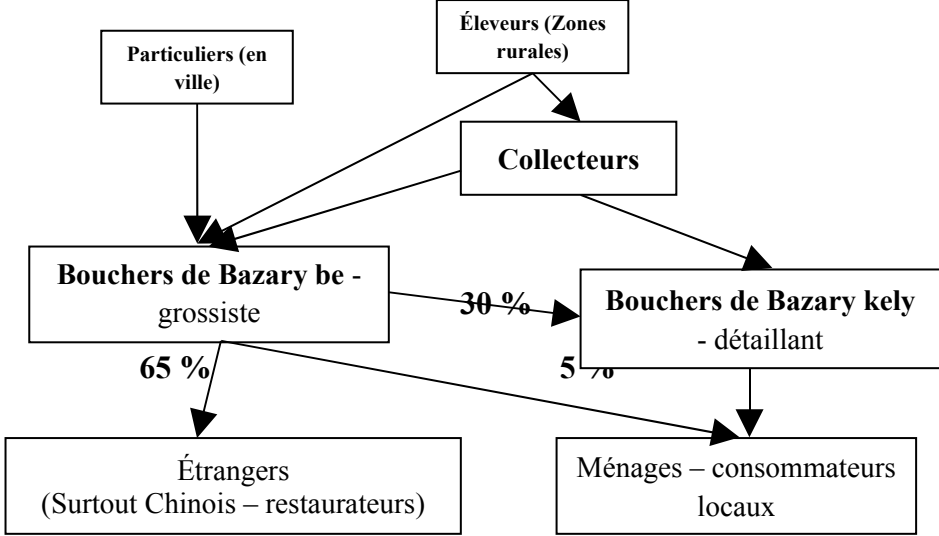 Particuliers (en
ville)
Éleveurs (Zones
rurales)
Collecteurs
Bouchers de Bazary be -
grossiste
30 %
Bouchers de Bazary kely
- détaillant
65 %
5 %
Étrangers
(Surtout Chinois – restaurateurs)
Ménages – consommateurs
locaux